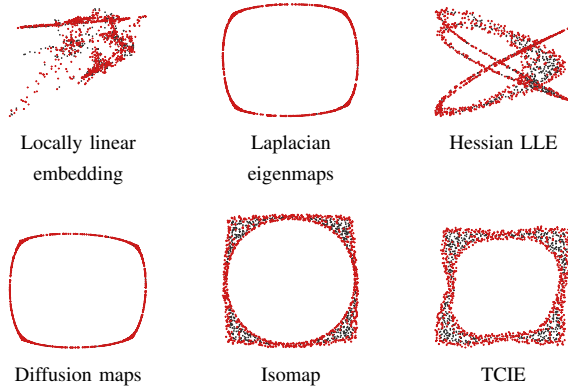 Locally linear
embedding
Laplacian
eigenmaps
Hessian LLE
Diffusion maps
Isomap
TCIE